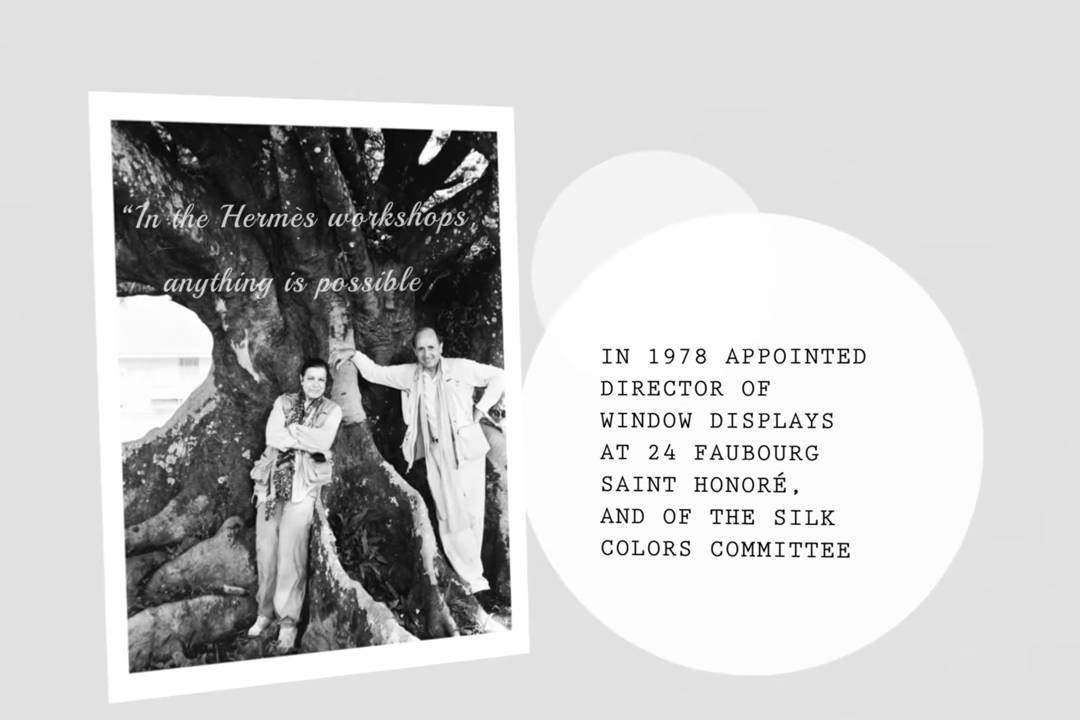 “In the Hermès workshops,
anything is possible’
IN 1978 APPOINTED
DIRECTOR OF
WINDOW DISPLAYS
AT 24 FAUBOURG
SAINT HONORÉ,
AND OF THE SILK
COLORS COMMITTEE